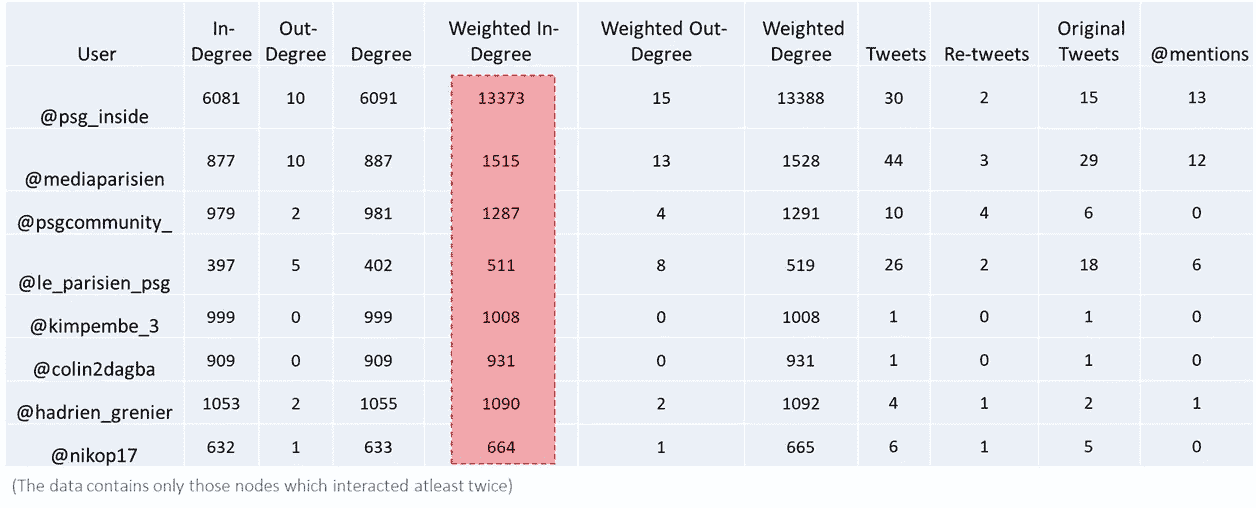 User In-Degree Out-Degree Degree Weighted In-Degree Weighted Out-Degree Weighted Degree Tweets Re-tweets Original Tweets @mentions
@psg_inside 6081 10 6091 13373 15 13388 30 2 15 13
@mediaparisien 877 10 887 1515 13 1528 44 3 29 12
@psgcommunity_ 979 2 981 1287 4 1291 10 4 6 0
@le_parisien_psg 397 5 402 511 8 519 26 2 18 6
@kimpembe_3 999 0 999 1008 0 1008 1 0 1 0
@colin2dagba 909 0 909 931 0 931 1 0 1 0
@hadrien_grenier 1053 2 1055 1090 2 1092 4 1 2 1
@nikop17 632 1 633 664 1 665 6 1 5 0
(The data contains only those nodes which interacted atleast twice)